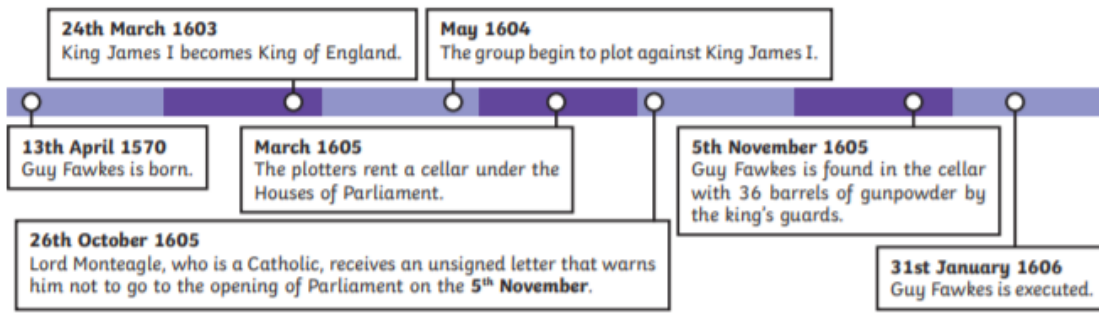 24th March 1603
King James I becomes King of England.
May 1604
The group begin to plot against King James I.
13th April 1570
Guy Fawkes is born.
March 1605
The plotters rent a cellar under the
Houses of Parliament.
5th November 1605
Guy Fawkes is found in the cellar
with 36 barrels of gunpowder by
the king's guards.
26th October 1605
Lord Monteagle, who is a Catholic, receives an unsigned letter that warns
him not to go to the opening of Parliament on the 5th November.
31st January 1606
Guy Fawkes is executed.